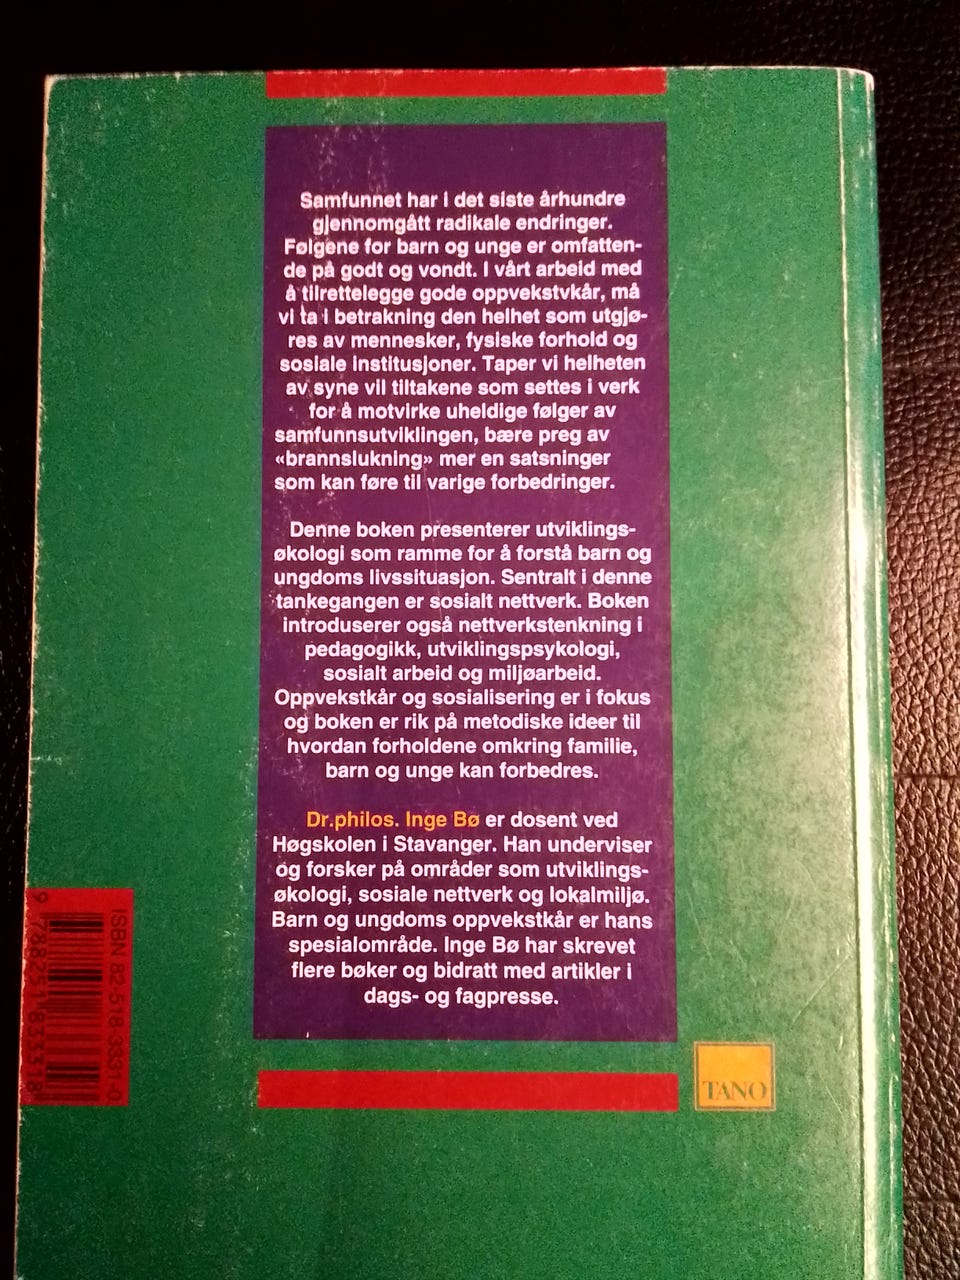 Samfunnet har i det siste århundre
gjennomgått radikale endringer.
Følgene for barn og unge er omfatten-
de på godt og vondt. I vårt arbeid med
å tilrettelegge gode oppvekstvkår, må
vi ta i betrakning den helhet som utgjø-
res av mennesker, fysiske forhold og
sosiale institusjoner. Taper vi helheten
av syne vil tiltakene som settes i verk
for å motvirke uheldige følger av
samfunnsutviklingen, bære preg av
«brannslukning» mer en satsninger
som kan føre til varige forbedringer.
Denne boken presenterer utviklings-
økologi som ramme for å forstå barn og
ungdoms livssituasjon. Sentralt i denne
tankegangen er sosialt nettverk. Boken
introduserer også nettverkstenkning i
pedagogikk, utviklingspsykologi,
sosialt arbeid og miljøarbeid.
Oppvekstkår og sosialisering er i fokus
og boken er rik på metodiske ideer til
hvordan forholdene omkring familie,
barn og unge kan forbedres.
Dr.philos. Inge Bø er dosent ved
Høgskolen i Stavanger. Han underviser
og forsker på områder som utviklings-
økologi, sosiale nettverk og lokalmiljø.
Barn og ungdoms oppvekstkår er hans
spesialområde. Inge Bø har skrevet
flere bøker og bidratt med artikler i
dags- og fagpresse.
ISBN 82-518-3331-0
9 788251 833318
TANO